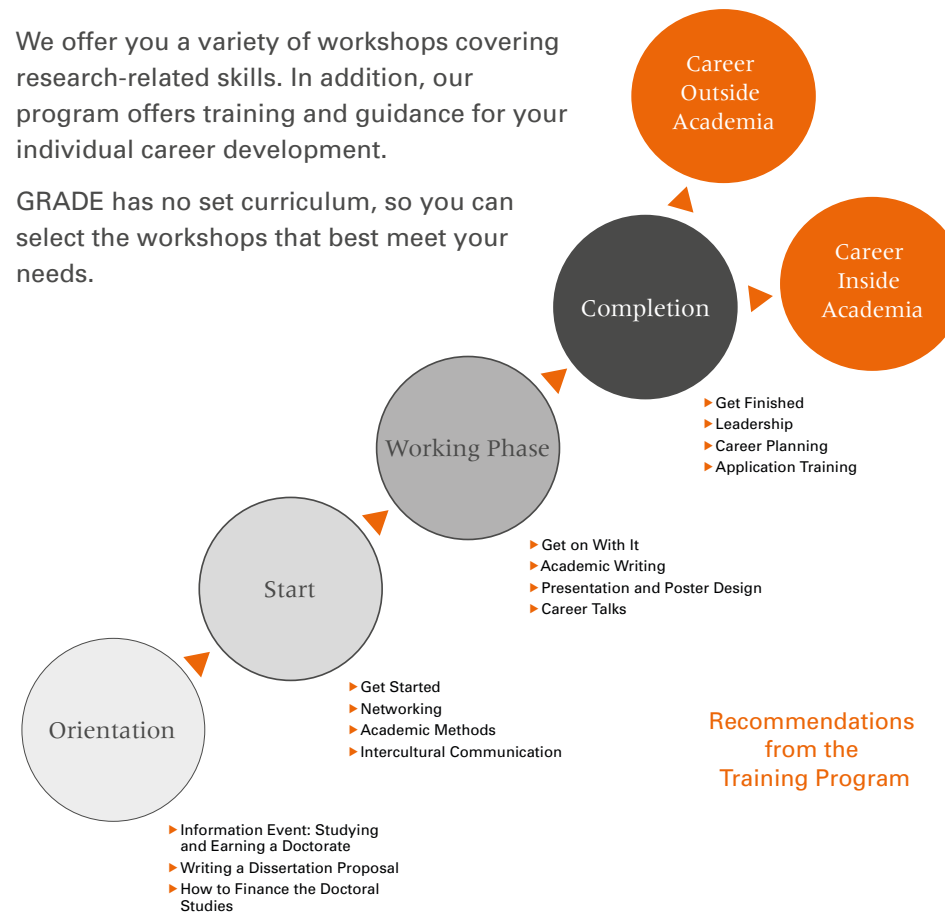 We offer you a variety of workshops covering
research-related skills. In addition, our
program offers training and guidance for your
individual career development.
GRADE has no set curriculum, so you can
select the workshops that best meet your
needs.
Career
Outside
Academia
Career
Inside
Academia
Completion
Get Finished
Leadership
Career Planning
Application Training
Working Phase
Get on With It
Academic Writing
Presentation and Poster Design
Career Talks
Start
Get Started
Networking
Academic Methods
Intercultural Communication
Orientation
Information Event: Studying
and Earning a Doctorate
Writing a Dissertation Proposal
How to Finance the Doctoral
Studies
Recommendations
from the
Training Program